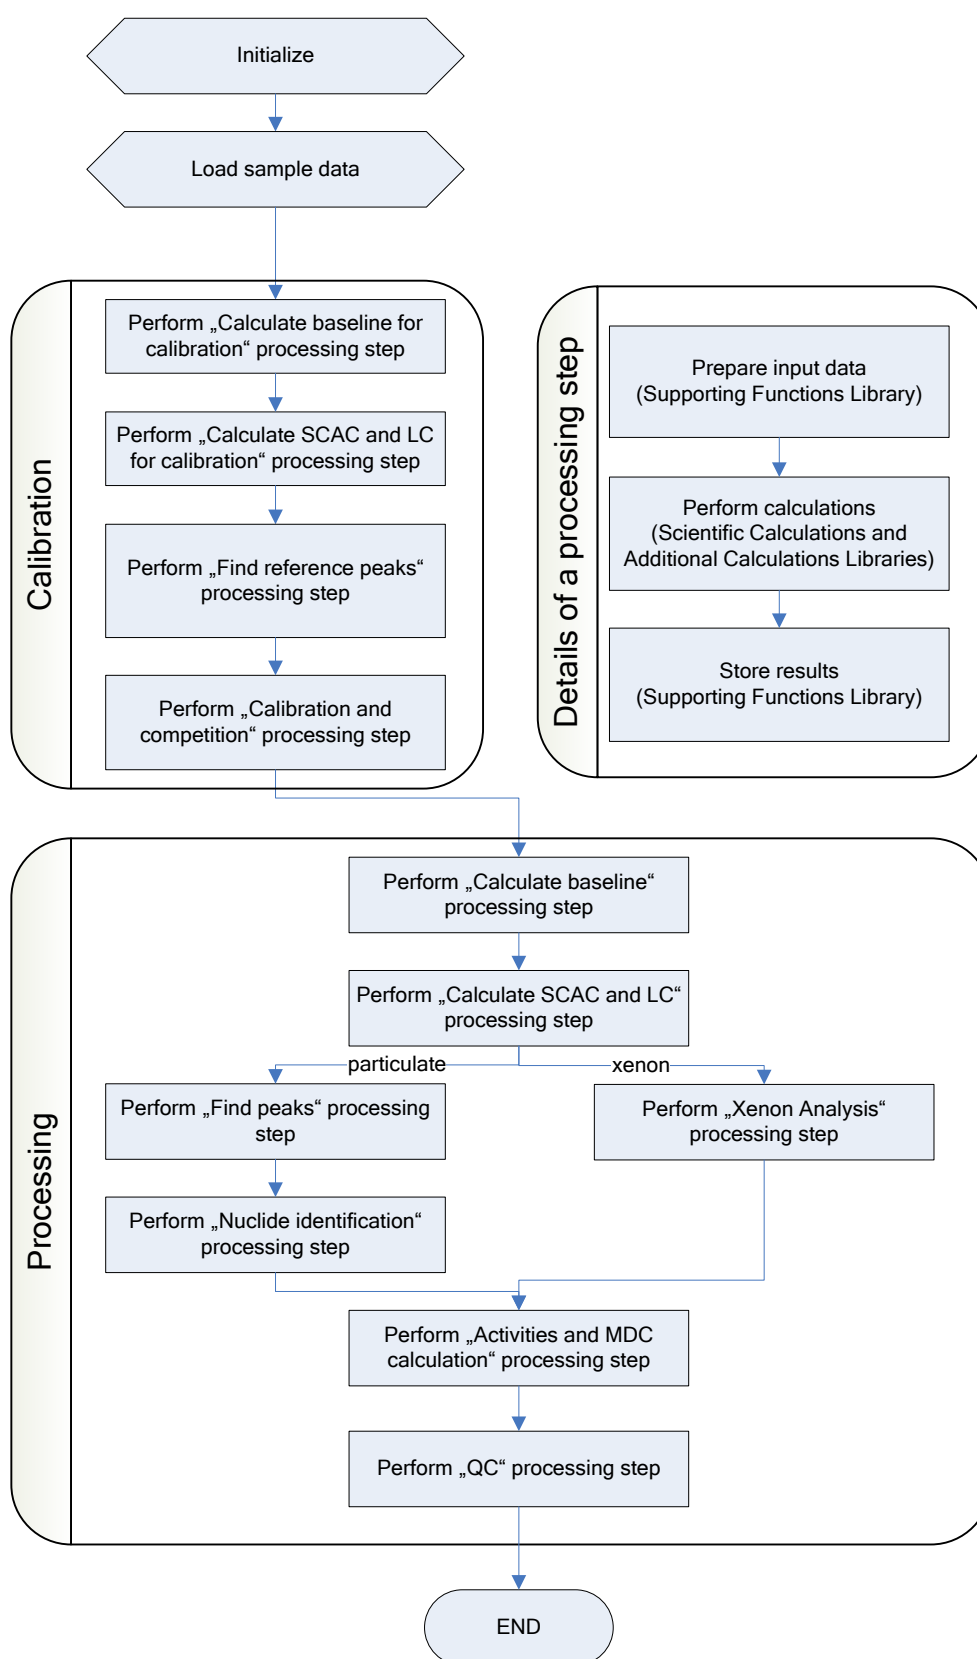 Initialize
Load sample data
Calibration
Perform „Calculate baseline for
calibration“ processing step
Perform „Calculate SCAC and LC
for calibration“ processing step
Perform „Find reference peaks“
processing step
Perform „Calibration and
competition“ processing step
Details of a processing step
Prepare input data
(Supporting Functions Library)
Perform calculations
(Scientific Calculations and
Additional Calculations Libraries)
Store results
(Supporting Functions Library)
Processing
Perform „Calculate baseline“
processing step
Perform „Calculate SCAC and LC“
processing step
particulate
xenon
Perform „Find peaks“ processing
step
Perform „Xenon Analysis“
processing step
Perform „Nuclide identification“
processing step
Perform „Activities and MDC
calculation“ processing step
Perform „QC“ processing step
END